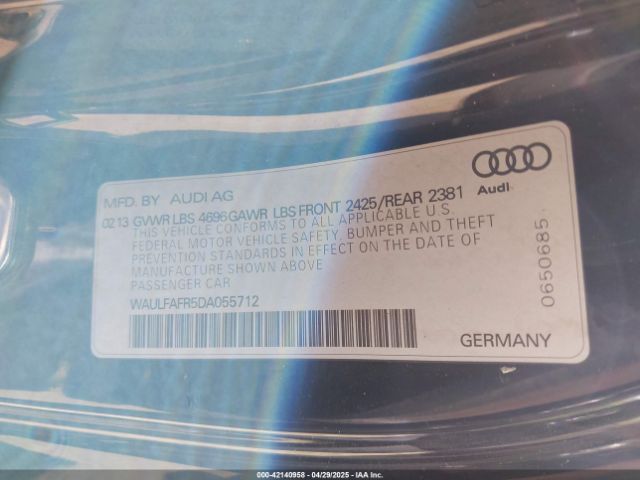 MFD. BY AUDI AG
0213 GVWR LBS 4696 GAWR LBS FRONT 2425/REAR 2381
THIS VEHICLE CONFORMS TO ALL APPLICABLE U.S.
FEDERAL MOTOR VEHICLE SAFETY, BUMPER AND THEFT
PREVENTION STANDARDS IN EFFECT ON THE DATE OF
MANUFACTURE SHOWN ABOVE
PASSENGER CAR
WAULFAFR5DA055712
Audi
0650685
GERMANY
000-42140958 - 04/29/2025 - IAA Inc.